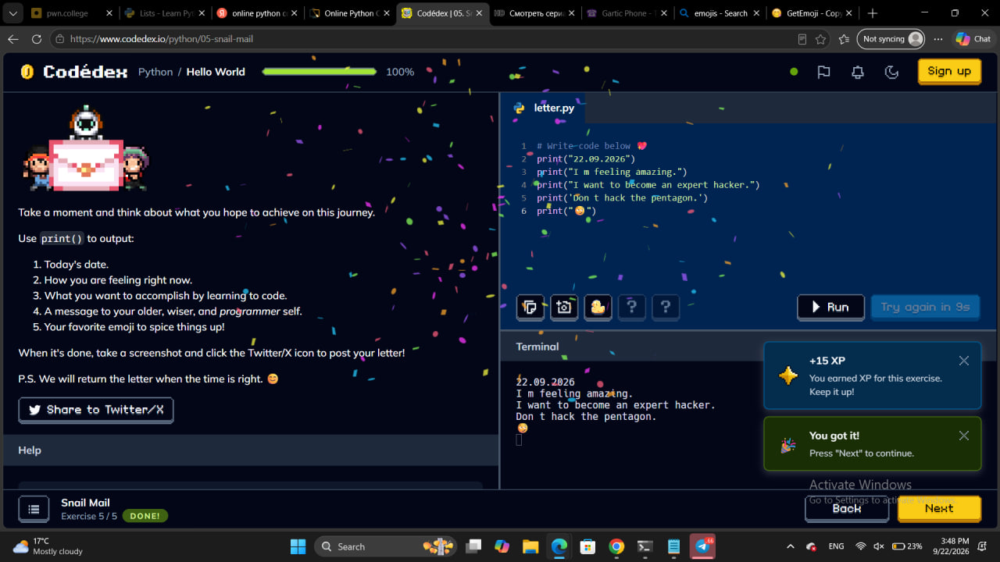 pwn.college
Lists - Learn Pyt
online python c
Online Python C
Codédex | 05. Sn
Смотреть сериа
Gartic Phone -
emojis - Search
GetEmoji - Copy
https://www.codedex.io/python/05-snail-mail
Not syncing
Chat
Codédex
Python / Hello World
100%
Sign up
Take a moment and think about what you hope to achieve on this journey.
Use print() to output:
1. Today's date.
2. How you are feeling right now.
3. What you want to accomplish by learning to code.
4. A message to your older, wiser, and programmer self.
5. Your favorite emoji to spice things up!
When it's done, take a screenshot and click the Twitter/X icon to post your letter!
P.S. We will return the letter when the time is right. 😊
Share to Twitter/X
Help
Snail Mail
Exercise 5 / 5 DONE!
letter.py
1 # Write code below 💖
2 print("22.09.2026")
3 print("I m feeling amazing.")
4 print("I want to become an expert hacker.")
5 print('Don t hack the pentagon.')
6 print("😳")
? ?
Run
Try again in 9s
Terminal
22.09.2026
I m feeling amazing.
I want to become an expert hacker.
Don t hack the pentagon.
😳
+15 XP
You earned XP for this exercise.
Keep it up!
You got it!
Press "Next" to continue.
Activate Windows
Go to Settings to activate Windows.
Back
Next
17°C
Mostly cloudy
Search
66
ENG
23%
3:48 PM
9/22/2026